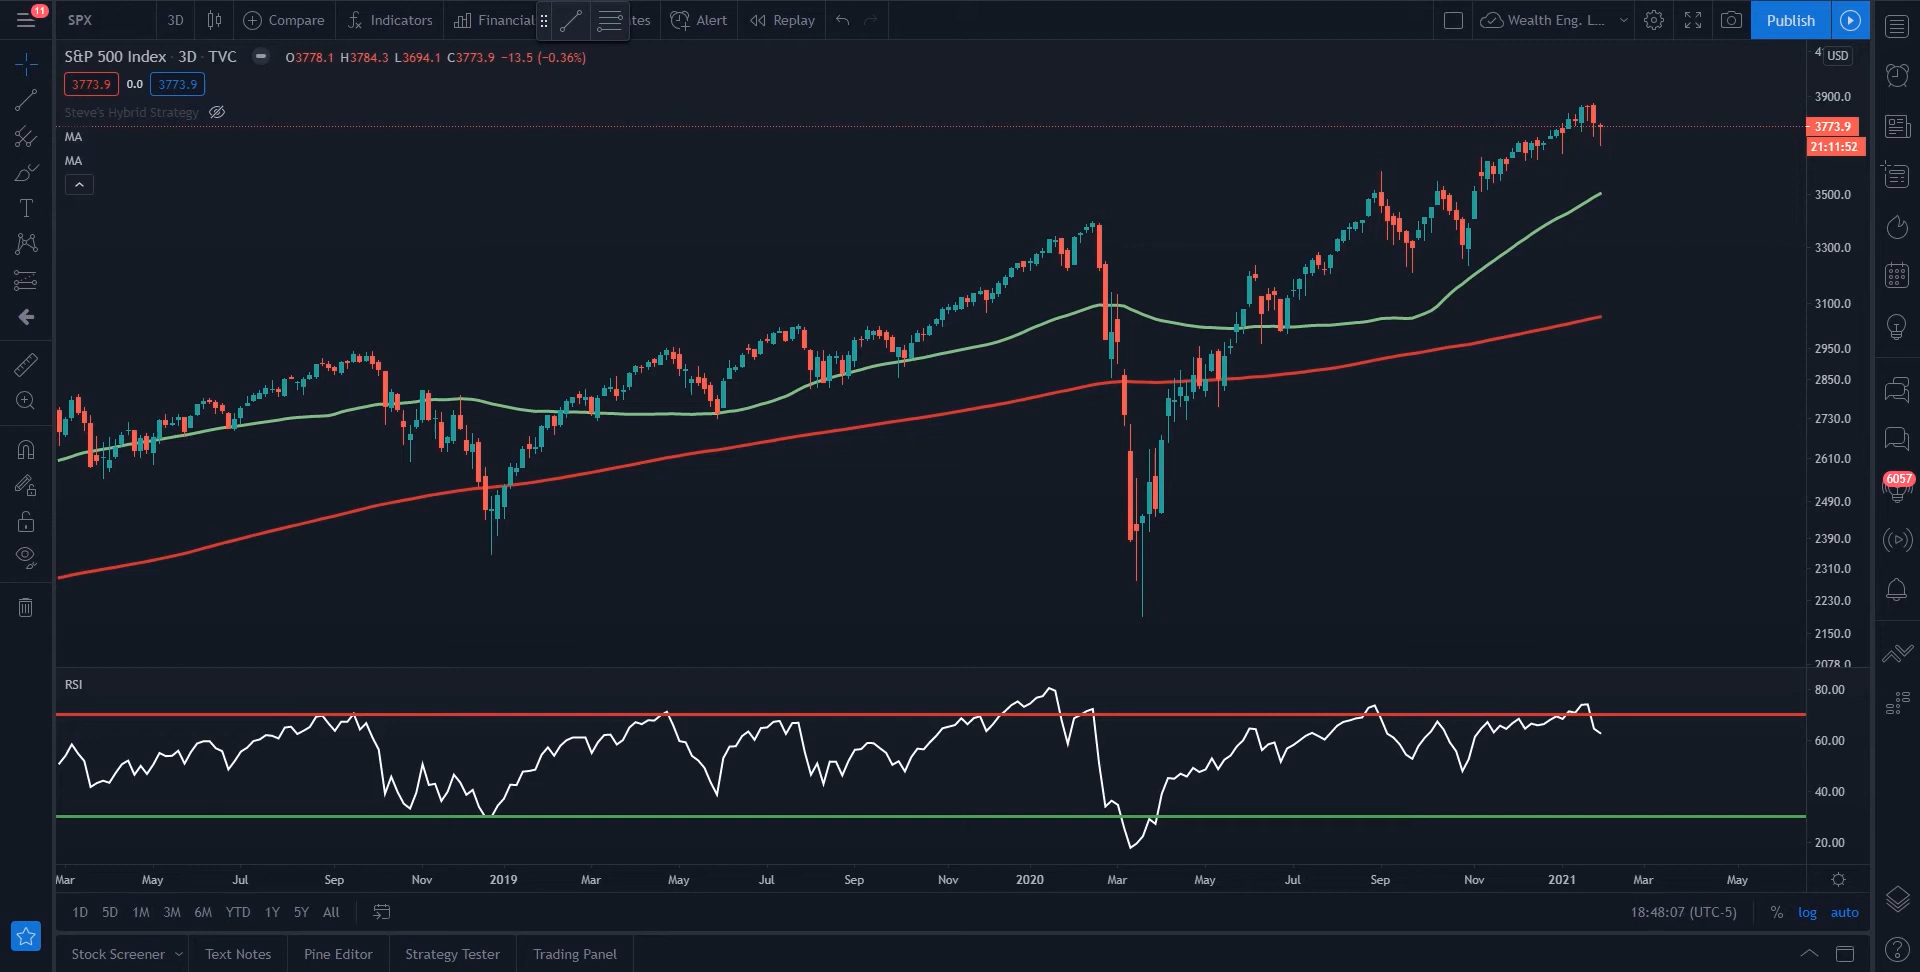 11
SPX
3D
Compare
Indicators
Financial
tes
Alert
Replay
Wealth Eng. L...
Publish
S&P 500 Index · 3D · TVC
O3778.1 H3784.3 L3694.1 C3773.9 −13.5 (−0.36%)
3773.9 0.0 3773.9
Steve's Hybrid Strategy
MA
MA
USD
3900.0
3773.9
21:11:52
3500.0
3300.0
3100.0
2950.0
2850.0
2730.0
2610.0
2490.0
2390.0
2310.0
2230.0
2150.0
2078.0
6057
RSI
80.00
60.00
40.00
20.00
Mar May Jul Sep Nov 2019 Mar May Jul Sep Nov 2020 Mar May Jul Sep Nov 2021 Mar May
1D 5D 1M 3M 6M YTD 1Y 5Y All
18:48:07 (UTC-5) % log auto
Stock Screener Text Notes Pine Editor Strategy Tester Trading Panel